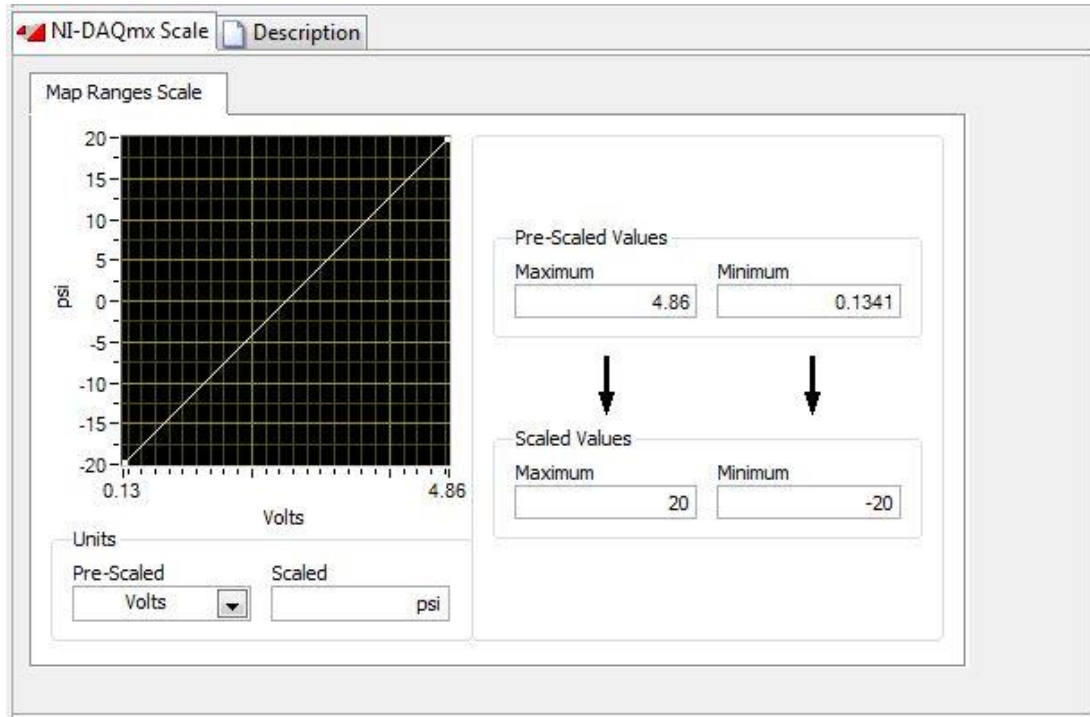 NI-DAQmx Scale
Description
Map Ranges Scale
20
15
10
5
0
-5
-10
-15
-20
psi
0.13
4.86
Volts
Pre-Scaled Values
Maximum
Minimum
4.86
0.1341
Scaled Values
Maximum
Minimum
20
-20
Units
Pre-Scaled
Scaled
Volts
psi